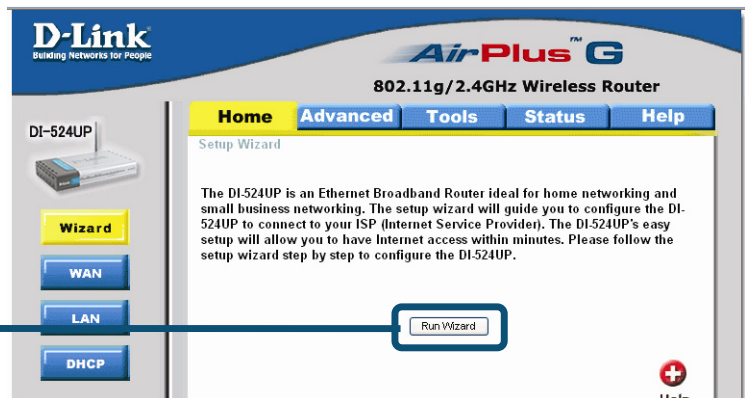 D-Link
Building Networks for People
AirPlus™ G
802.11g/2.4GHz Wireless Router
DI-524UP
Home Advanced Tools Status Help
Setup Wizard
The DI-524UP is an Ethernet Broadband Router ideal for home networking and
small business networking. The setup wizard will guide you to configure the DI-
524UP to connect to your ISP (Internet Service Provider). The DI-524UP's easy
setup will allow you to have Internet access within minutes. Please follow the
setup wizard step by step to configure the DI-524UP.
Wizard
WAN
LAN
DHCP
Run Wizard
Help